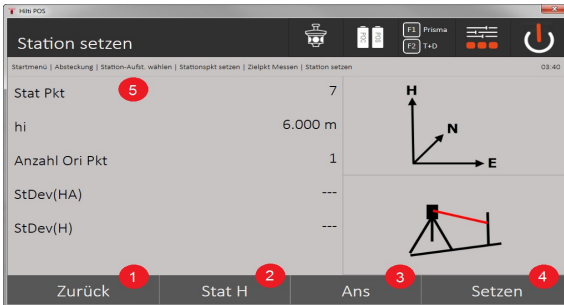 Hilti POS
Station setzen
POC
POS
F1 Prisma
F2 T+D
Startmenü | Absteckung | Station-Aufst. wählen | Stationspkt setzen | Zielpkt Messen | Station setzen
03:40
Stat Pkt 5 7
hi 6.000 m
Anzahl Ori Pkt 1
StDev(HA) ---
StDev(H) ---
H
N
E
1 2 3 4
Zurück Stat H Ans Setzen